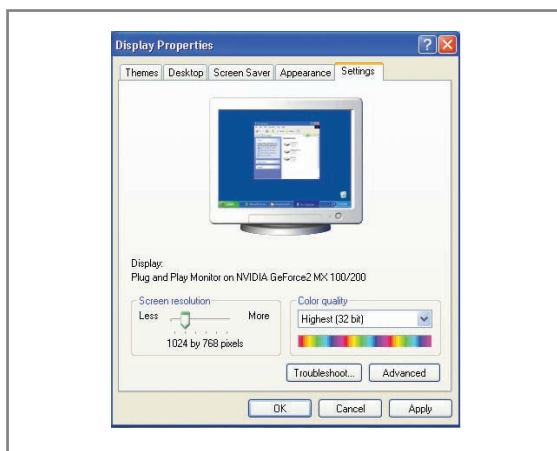 Display Properties
Themes Desktop Screen Saver Appearance Settings
Display:
Plug and Play Monitor on NVIDIA GeForce2 MX 100/200
Screen resolution
Less More
1024 by 768 pixels
Color quality
Highest (32 bit)
Troubleshoot... Advanced
OK Cancel Apply